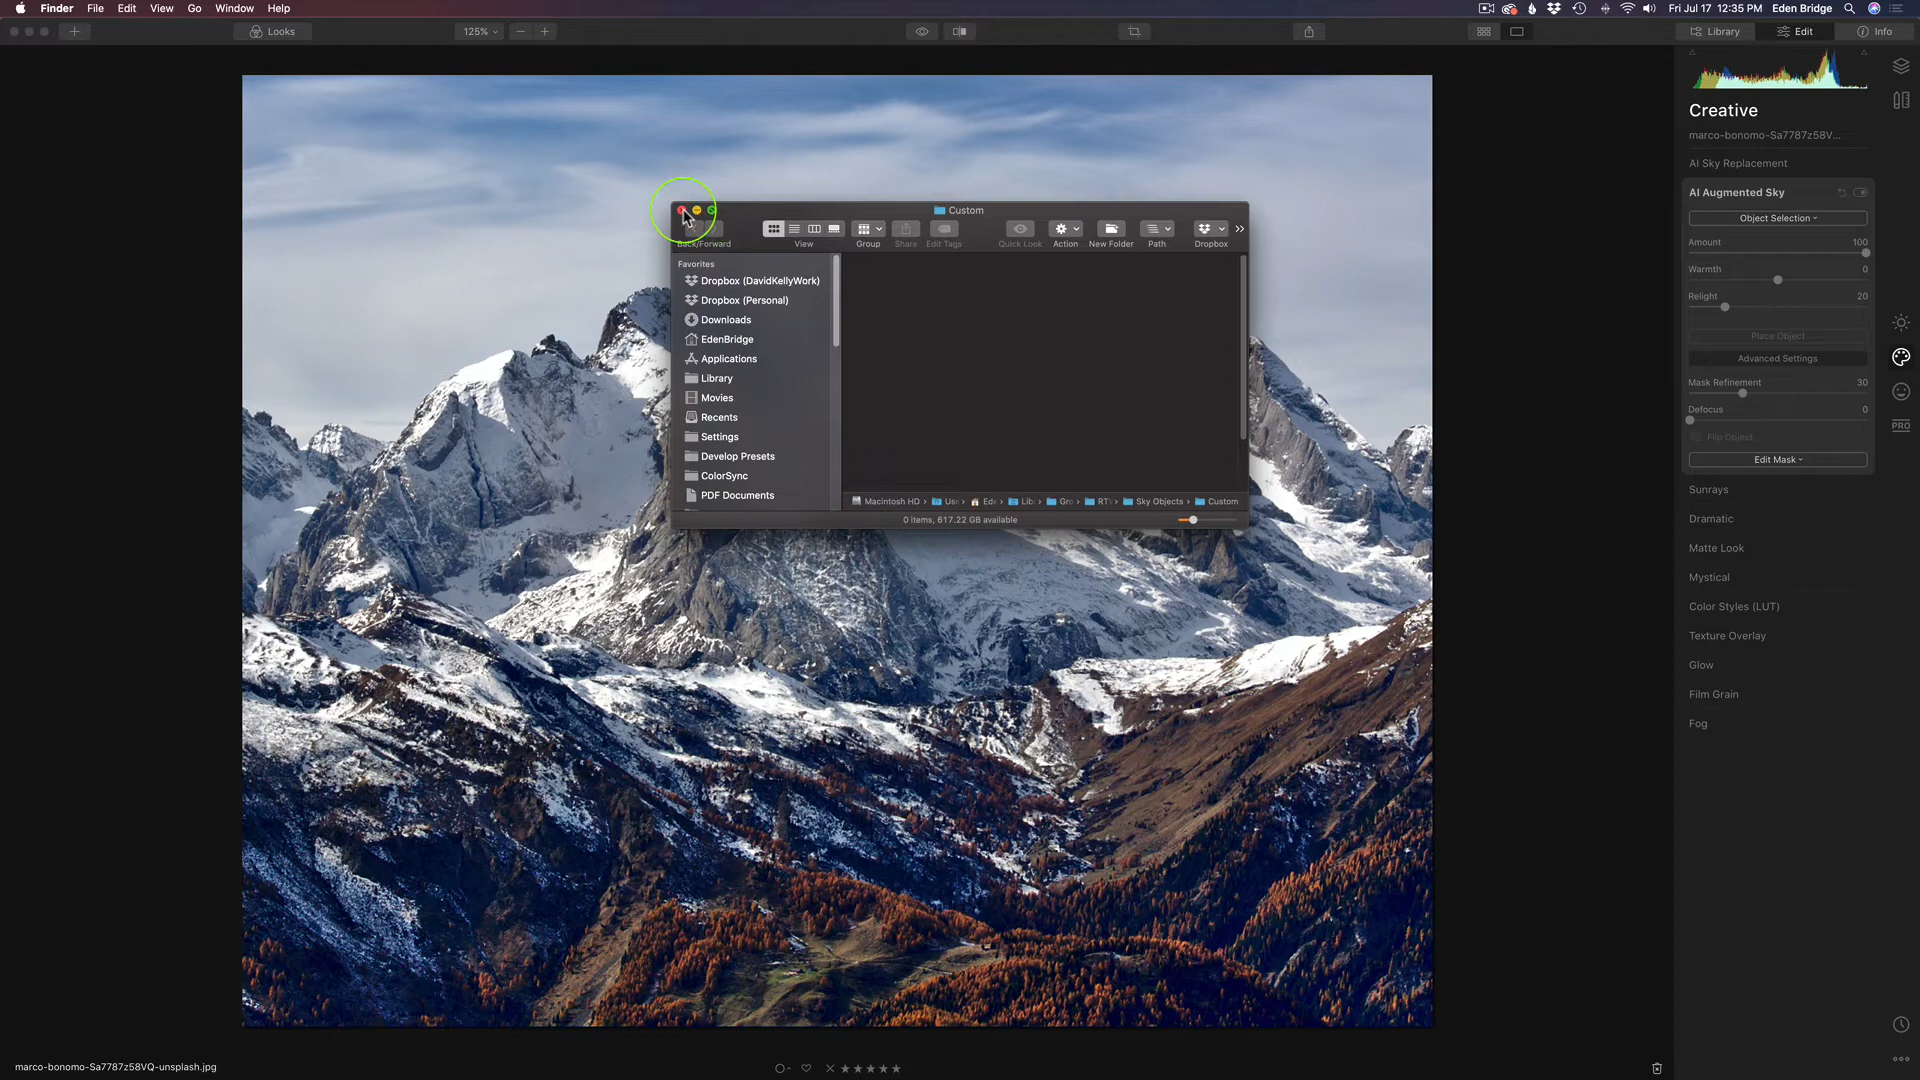 Finder File Edit View Go Window Help Fri Jul 17 12:35 PM Eden Bridge
Looks 125% Library Edit Info
Creative
marco-bonomo-Sa7787z58V...
AI Sky Replacement
AI Augmented Sky
Object Selection
Amount 100
Warmth 0
Relight 20
Place Object
Advanced Settings
Mask Refinement 30
Defocus 0
Flip Object
Edit Mask
Sunrays
Dramatic
Matte Look
Mystical
Color Styles (LUT)
Texture Overlay
Glow
Film Grain
Fog
PRO
Custom
Back/Forward View Group Share Edit Tags Quick Look Action New Folder Path Dropbox
Favorites
Dropbox (DavidKellyWork)
Dropbox (Personal)
Downloads
EdenBridge
Applications
Library
Movies
Recents
Settings
Develop Presets
ColorSync
PDF Documents
Macintosh HD › Use › Ede › Lib › Gro › RT › Sky Objects › Custom
0 items, 617.22 GB available
marco-bonomo-Sa7787z58VQ-unsplash.jpg